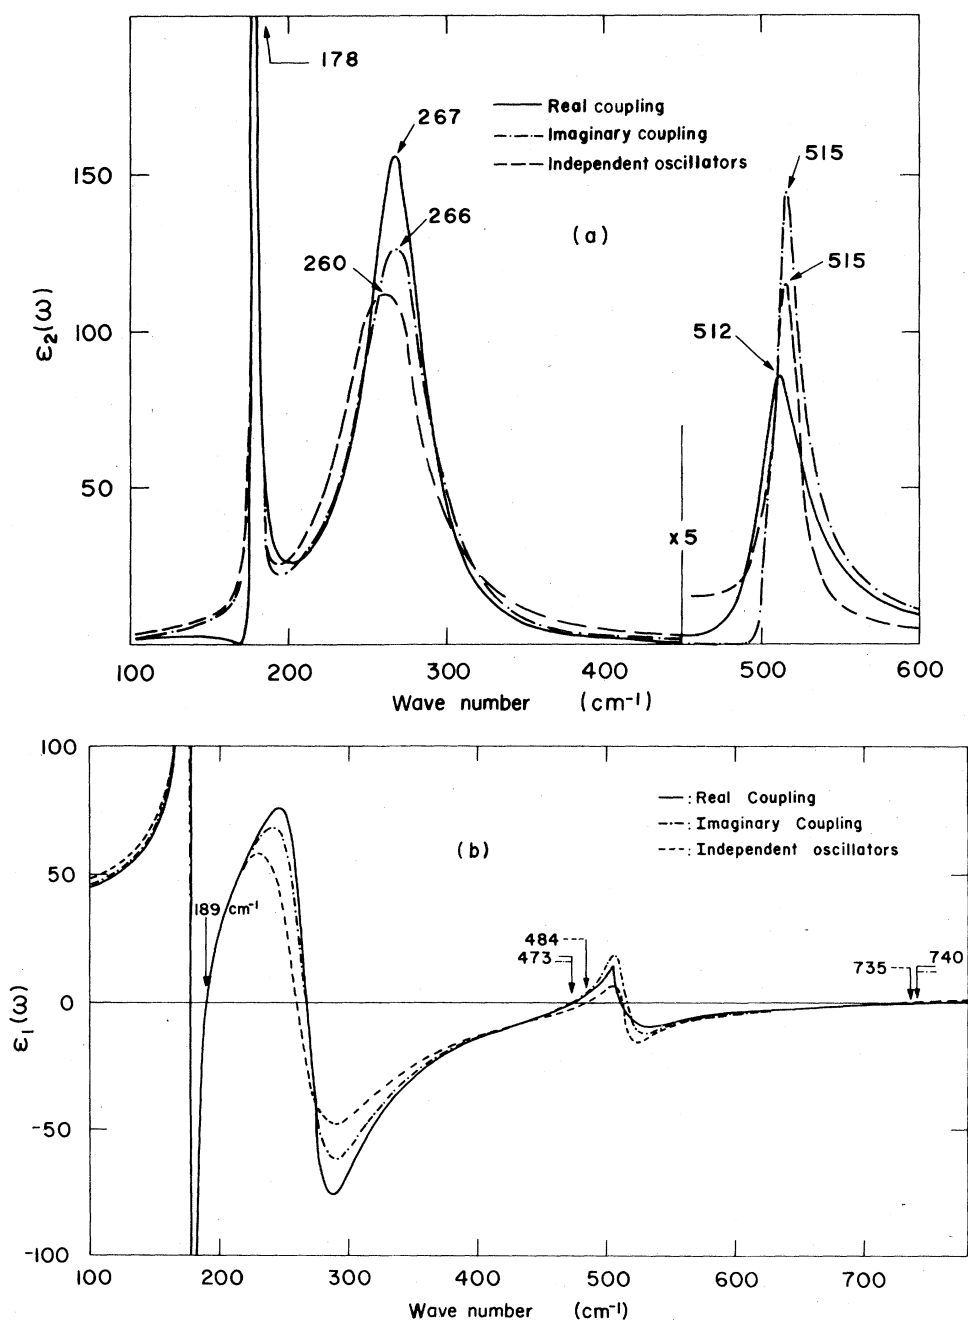 178
Real coupling
Imaginary coupling
Independent oscillators
267
266
260
(a)
515
515
512
x5
150
100
50
ε₂(ω)
100 200 300 400 500 600
Wave number (cm⁻¹)
100
50
0
-50
-100
ε₁(ω)
—: Real Coupling
—·—: Imaginary Coupling
----: Independent oscillators
(b)
189 cm⁻¹
484
473
735
740
100 200 300 400 500 600 700
Wave number (cm⁻¹)